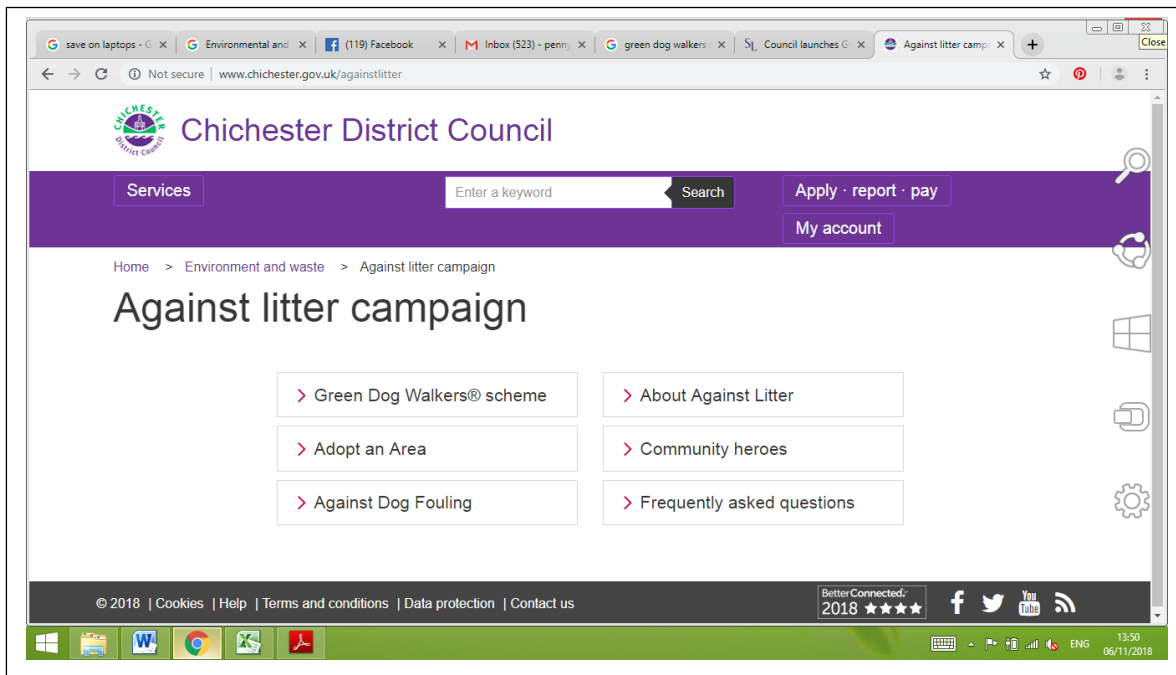 save on laptops - G
Environmental and
(119) Facebook
Inbox (523) - penny
green dog walkers
Council launches G
Against litter camp
Close
Not secure | www.chichester.gov.uk/againstlitter
CHICHESTER
District Council
Chichester District Council
Services
Enter a keyword
Search
Apply · report · pay
My account
Home > Environment and waste > Against litter campaign
Against litter campaign
Green Dog Walkers® scheme
About Against Litter
Adopt an Area
Community heroes
Against Dog Fouling
Frequently asked questions
© 2018 | Cookies | Help | Terms and conditions | Data protection | Contact us
BetterConnected:
2018 ★★★★
You
Tube
ENG
13:50
06/11/2018